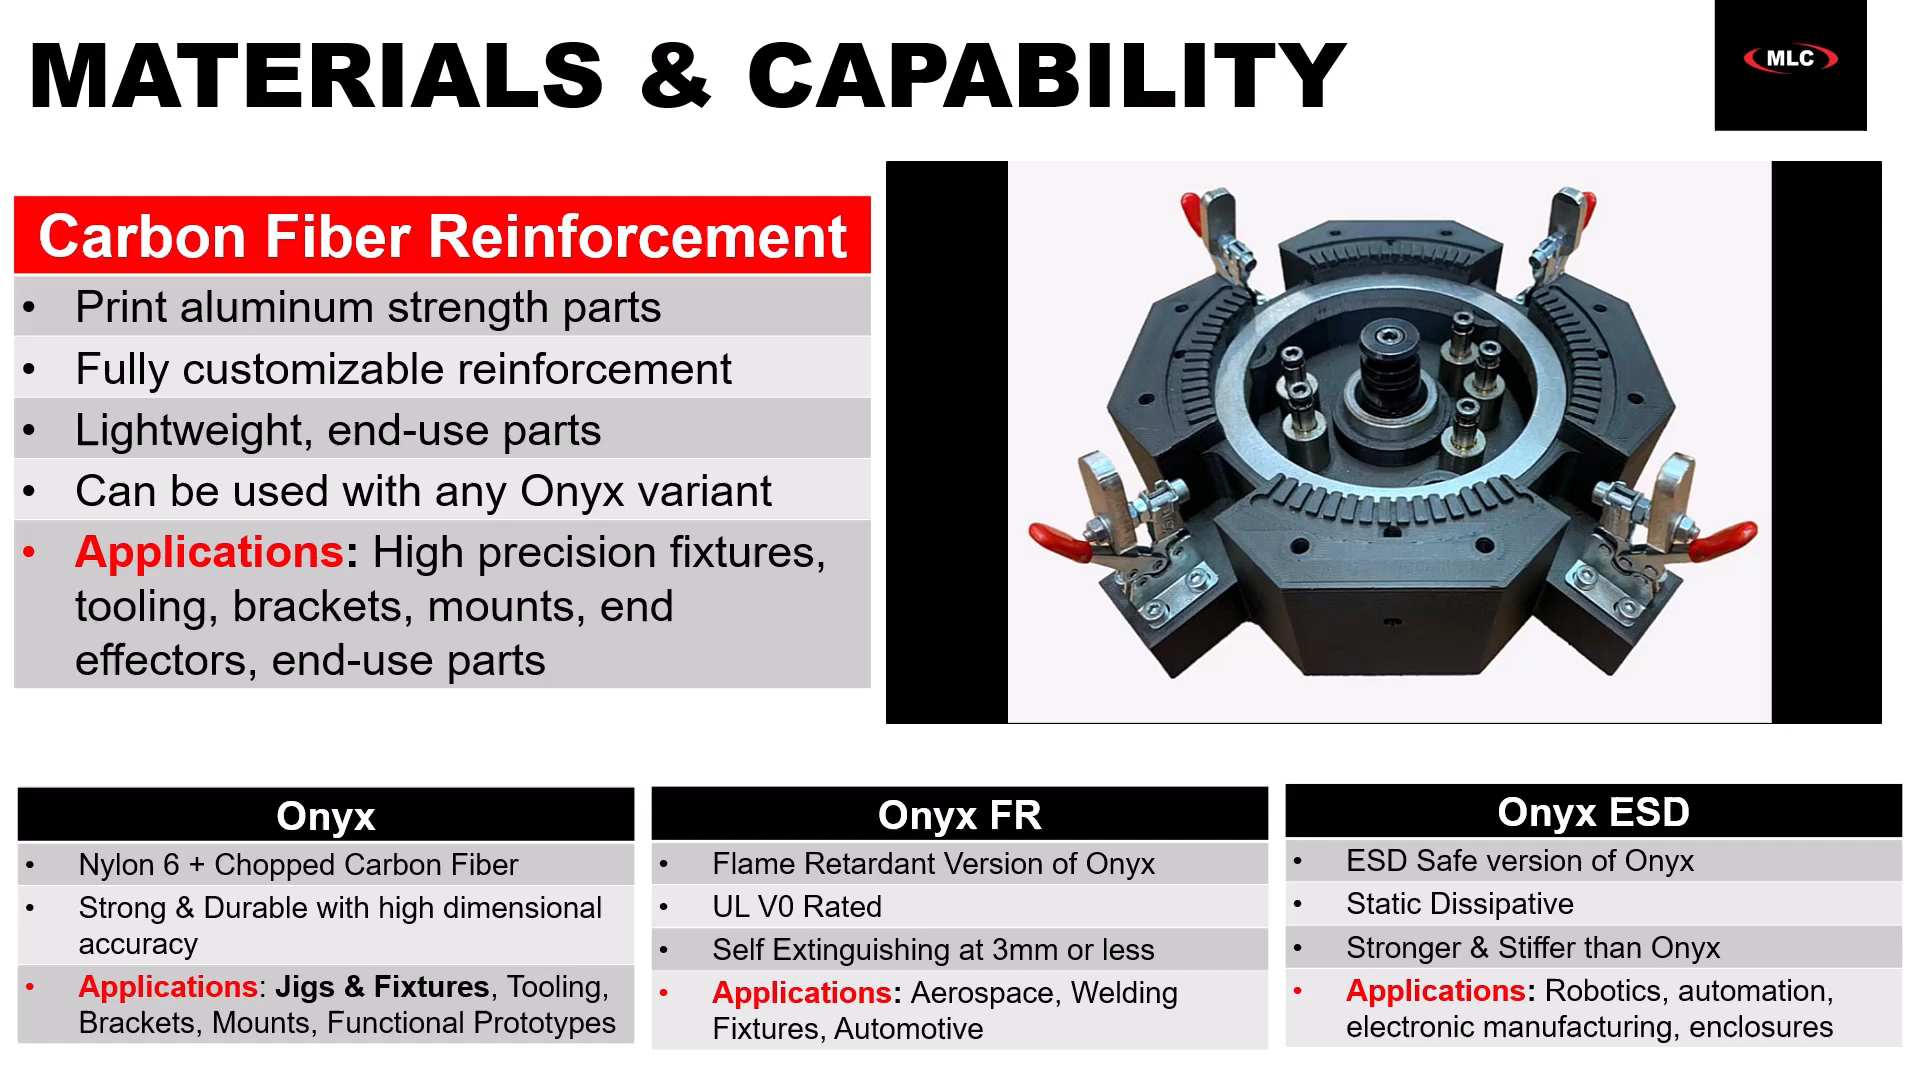 MATERIALS & CAPABILITY
MLC
Carbon Fiber Reinforcement
• Print aluminum strength parts
• Fully customizable reinforcement
• Lightweight, end-use parts
• Can be used with any Onyx variant
• Applications: High precision fixtures,
tooling, brackets, mounts, end
effectors, end-use parts
Onyx
• Nylon 6 + Chopped Carbon Fiber
• Strong & Durable with high dimensional
accuracy
• Applications: Jigs & Fixtures, Tooling,
Brackets, Mounts, Functional Prototypes
Onyx FR
• Flame Retardant Version of Onyx
• UL V0 Rated
• Self Extinguishing at 3mm or less
• Applications: Aerospace, Welding
Fixtures, Automotive
Onyx ESD
• ESD Safe version of Onyx
• Static Dissipative
• Stronger & Stiffer than Onyx
• Applications: Robotics, automation,
electronic manufacturing, enclosures